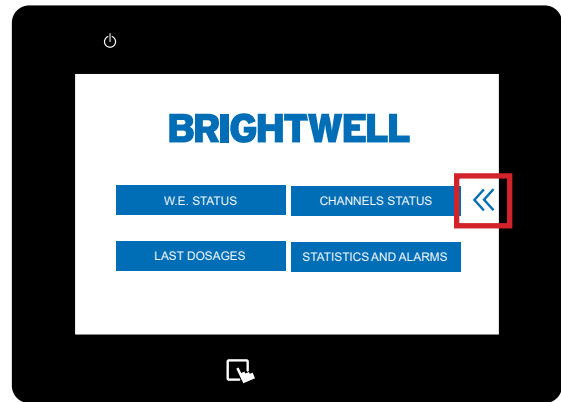 BRIGHTWELL
W.E. STATUS
CHANNELS STATUS
LAST DOSAGES
STATISTICS AND ALARMS